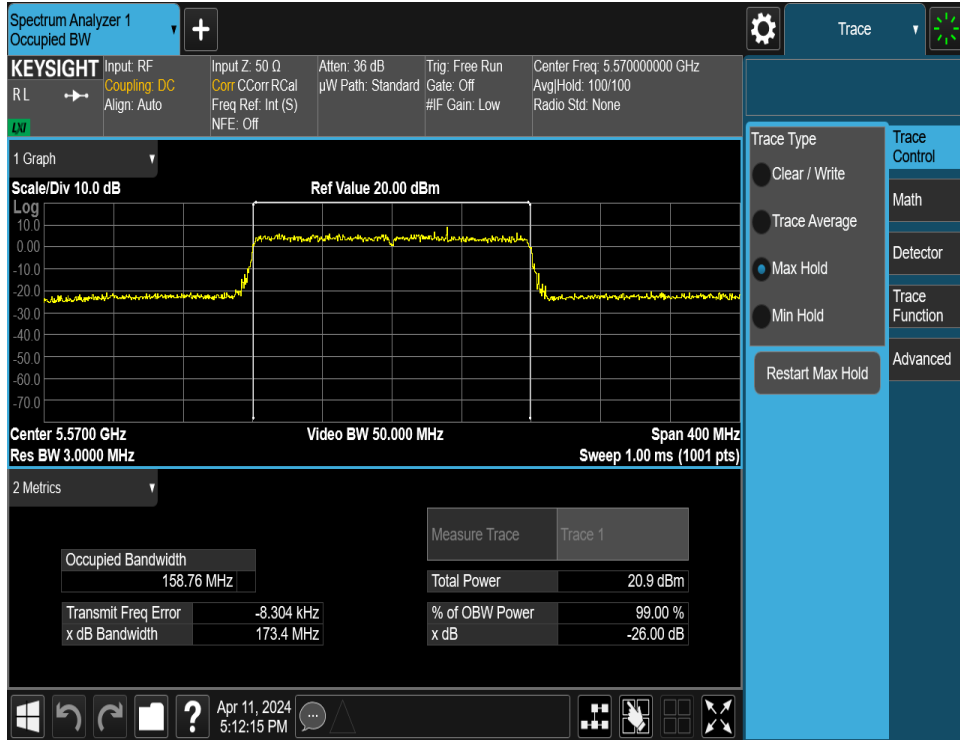 Spectrum Analyzer 1
Occupied BW
+
Trace
KEYSIGHT
R L
LXI
Input: RF
Coupling: DC
Align: Auto
Input Z: 50 Ω
Corr CCorr RCal
Freq Ref: Int (S)
NFE: Off
Atten: 36 dB
µW Path: Standard
Trig: Free Run
Gate: Off
#IF Gain: Low
Center Freq: 5.570000000 GHz
Avg|Hold: 100/100
Radio Std: None
1 Graph
Scale/Div 10.0 dB
Ref Value 20.00 dBm
Log
10.0
0.00
-10.0
-20.0
-30.0
-40.0
-50.0
-60.0
-70.0
Center 5.5700 GHz
Video BW 50.000 MHz
Span 400 MHz
Res BW 3.0000 MHz
Sweep 1.00 ms (1001 pts)
2 Metrics
Measure Trace
Trace 1
Occupied Bandwidth
158.76 MHz
Total Power
20.9 dBm
Transmit Freq Error
-8.304 kHz
% of OBW Power
99.00 %
x dB Bandwidth
173.4 MHz
x dB
-26.00 dB
?
Apr 11, 2024
5:12:15 PM
Trace Type
Clear / Write
Trace Average
Max Hold
Min Hold
Restart Max Hold
Trace
Control
Math
Detector
Trace
Function
Advanced